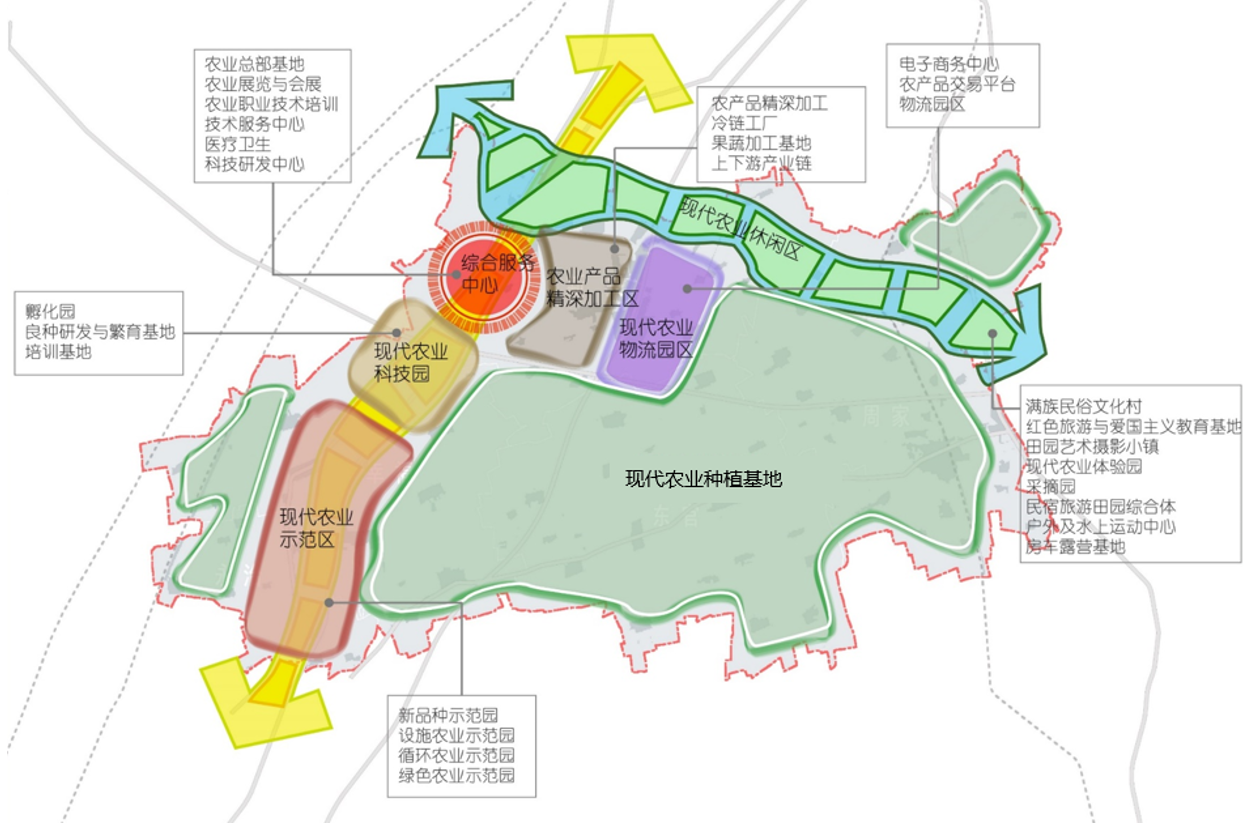 农业总部基地
农业展览与会展
农业职业技术培训
技术服务中心
医疗卫生
科技研发中心
农产品精深加工
冷链工厂
果蔬加工基地
上下游产业链
电子商务中心
农产品交易平台
物流园区
现代农业休闲区
综合服务
中心
农业产品
精深加工区
现代农业
物流园区
孵化园
良种研发与繁育基地
培训基地
现代农业
科技园
满族民俗文化村
红色旅游与爱国主义教育基地
田园艺术摄影小镇
现代农业体验园
采摘园
民宿旅游田园综合体
户外及水上运动中心
房车露营基地
周家
现代农业种植基地
东官
现代农业
示范区
新品种示范园
设施农业示范园
循环农业示范园
绿色农业示范园